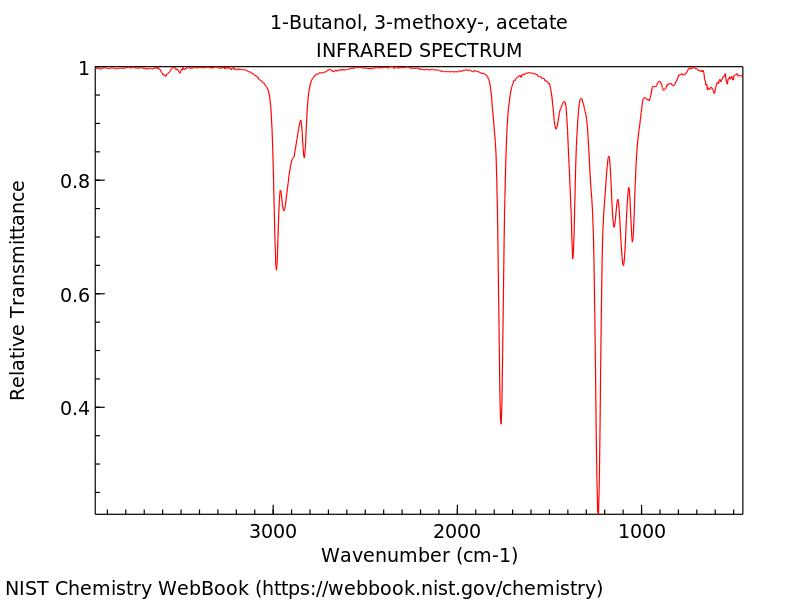 1-Butanol, 3-methoxy-, acetate
INFRARED SPECTRUM
1
0.8
0.6
0.4
Relative Transmittance
3000 2000 1000
Wavenumber (cm-1)
NIST Chemistry WebBook (https://webbook.nist.gov/chemistry)